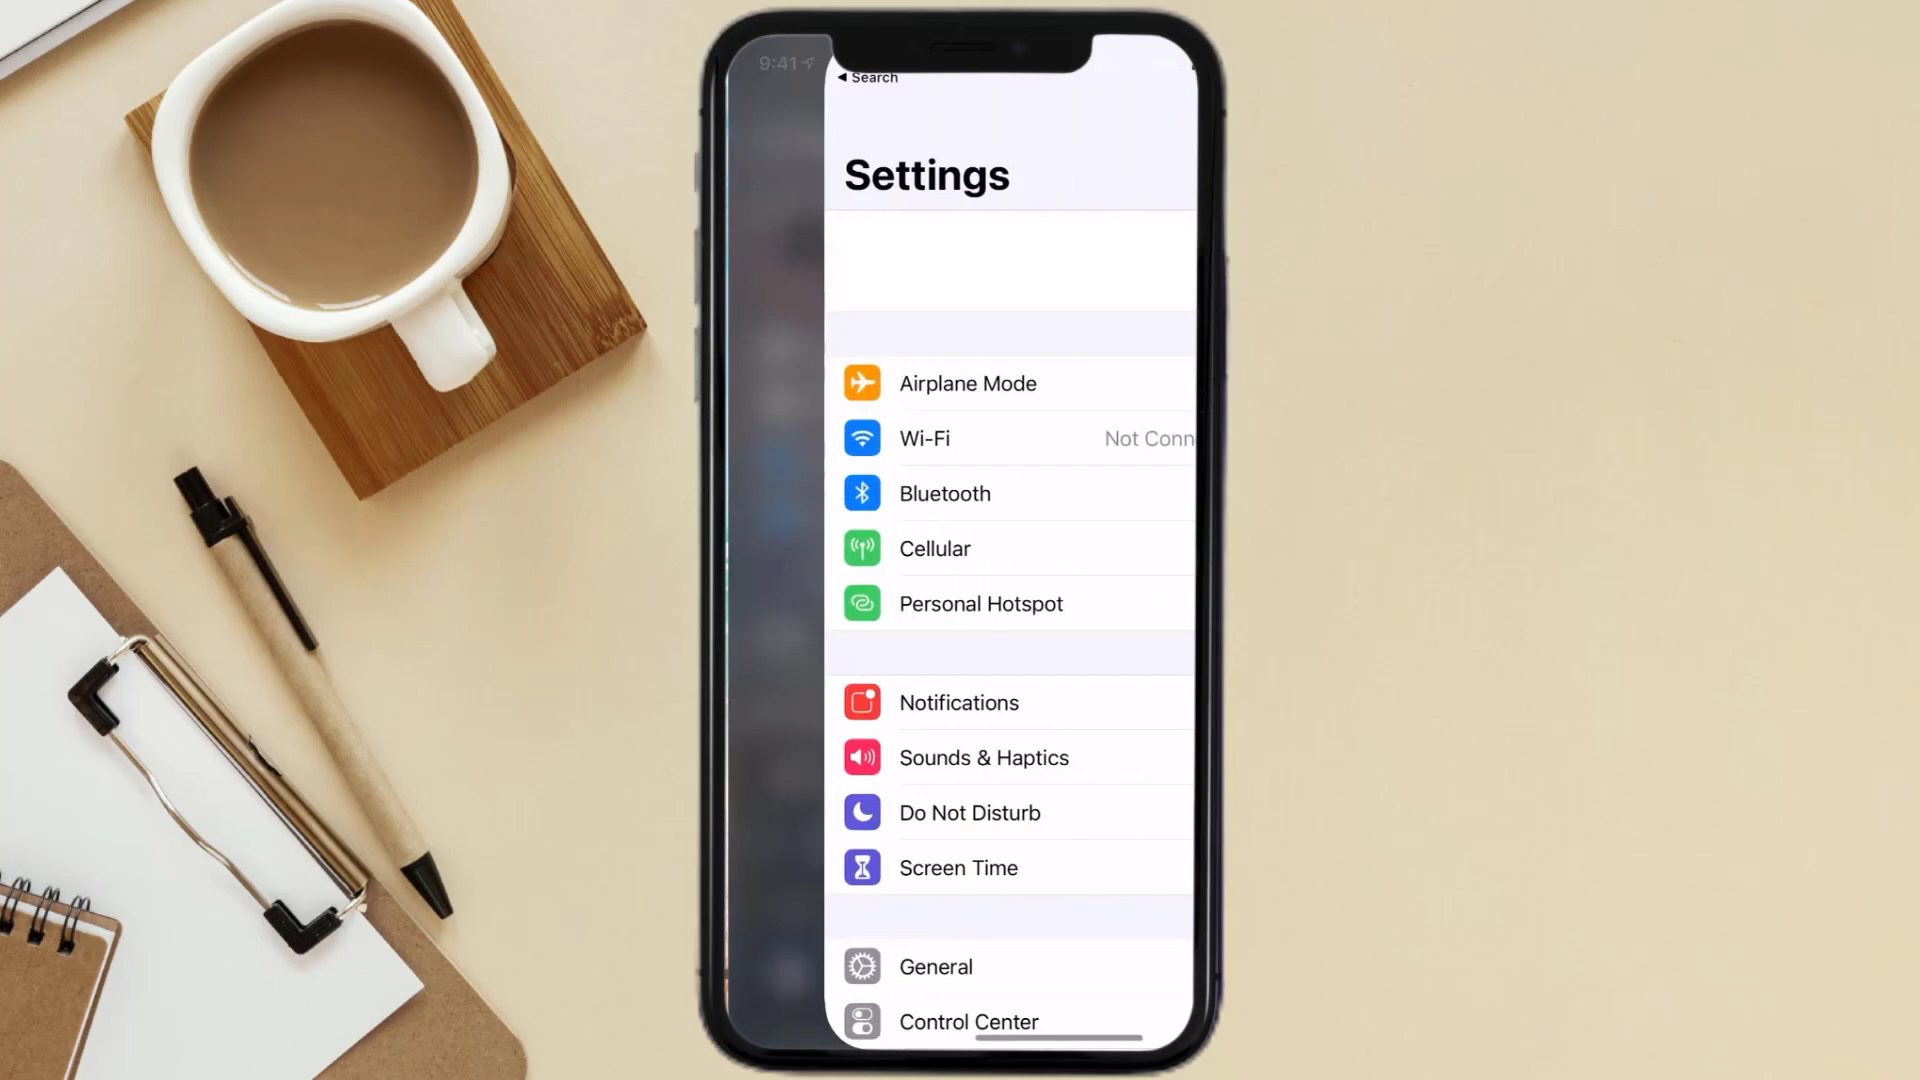 9:41
◀ Search
Settings
Airplane Mode
Wi-Fi Not Conn
Bluetooth
Cellular
Personal Hotspot
Notifications
Sounds & Haptics
Do Not Disturb
Screen Time
General
Control Center